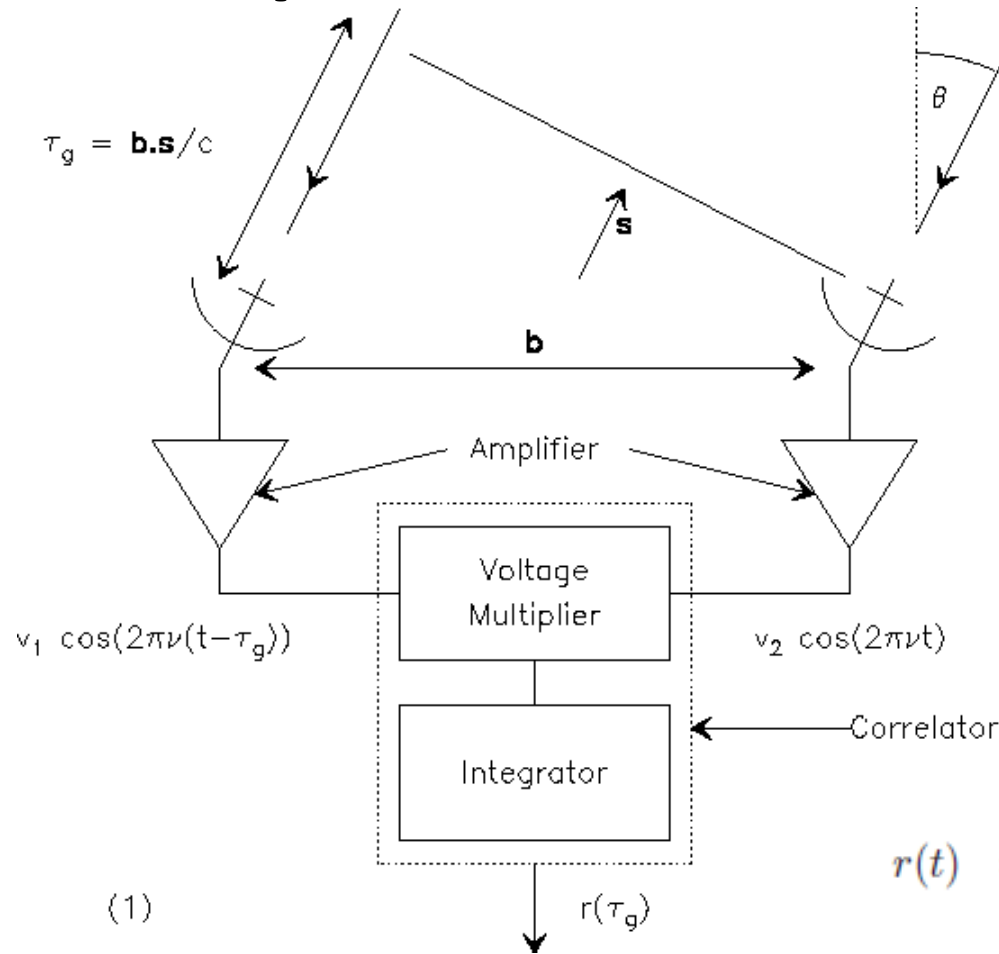 θ
τg = b.s/c
s
b
Amplifier
Voltage
Multiplier
v1 cos(2πν(t−τg))
v2 cos(2πνt)
Correlator
Integrator
r(t)
(1)
r(τg)